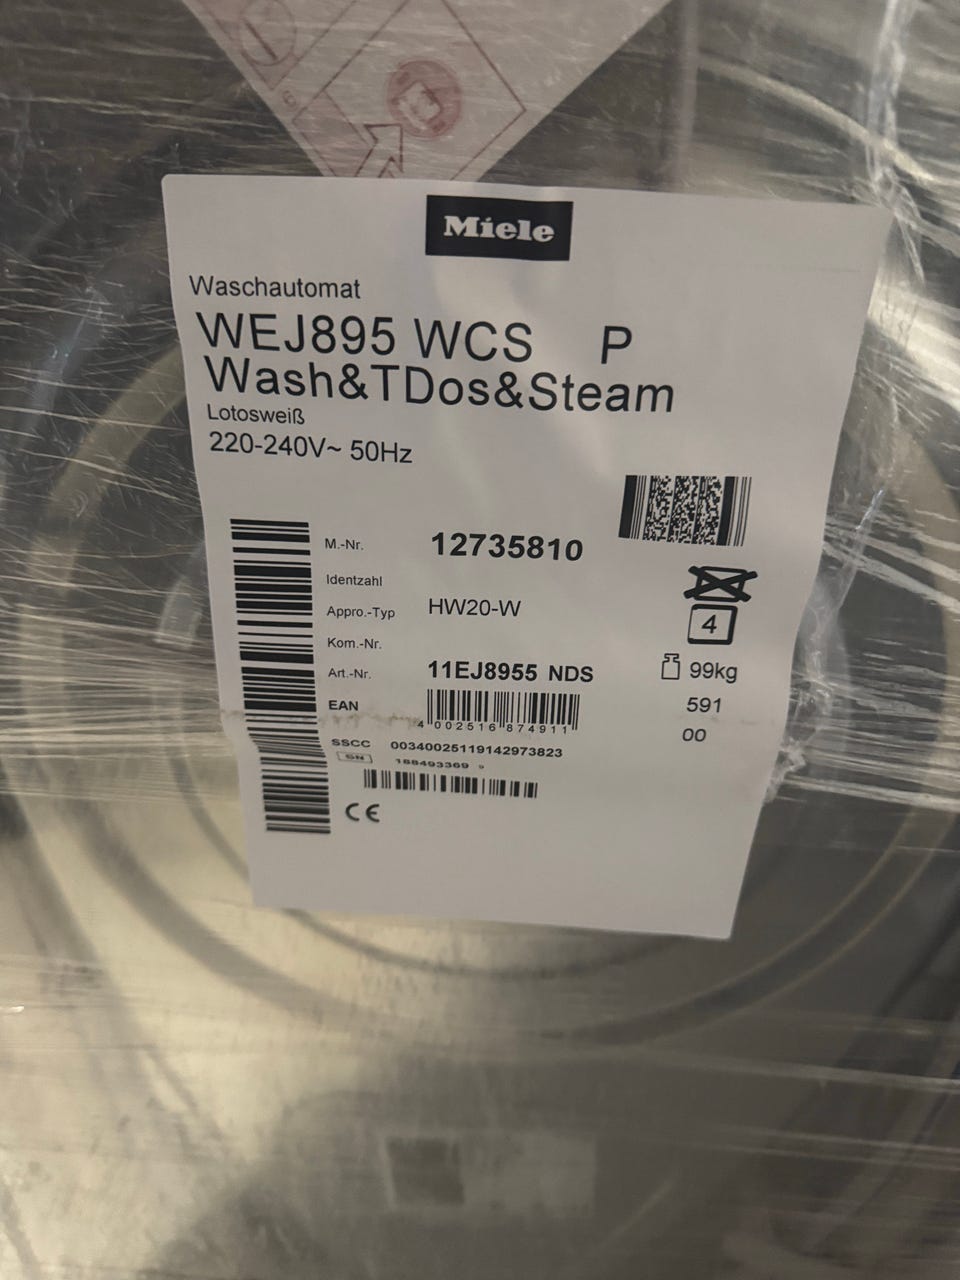 Miele
Waschautomat
WEJ895 WCS P
Wash&TDos&Steam
Lotosweiß
220-240V~ 50Hz
M.-Nr. 12735810
Identzahl
Appro.-Typ HW20-W
4
Kom.-Nr.
Art.-Nr. 11EJ8955 NDS
99kg
EAN
591
4 002516 874911
00
SSCC 00340025119142973823
SN 188493369
CE